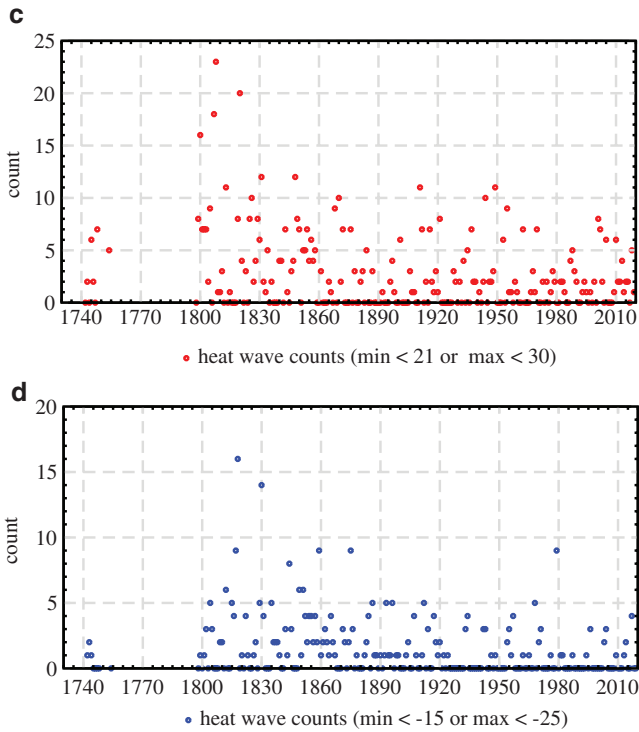 c
25
20
15
10
5
0
count
1740 1770 1800 1830 1860 1890 1920 1950 1980 2010
heat wave counts (min < 21 or max < 30)
d
20
15
10
5
0
count
1740 1770 1800 1830 1860 1890 1920 1950 1980 2010
heat wave counts (min < -15 or max < -25)